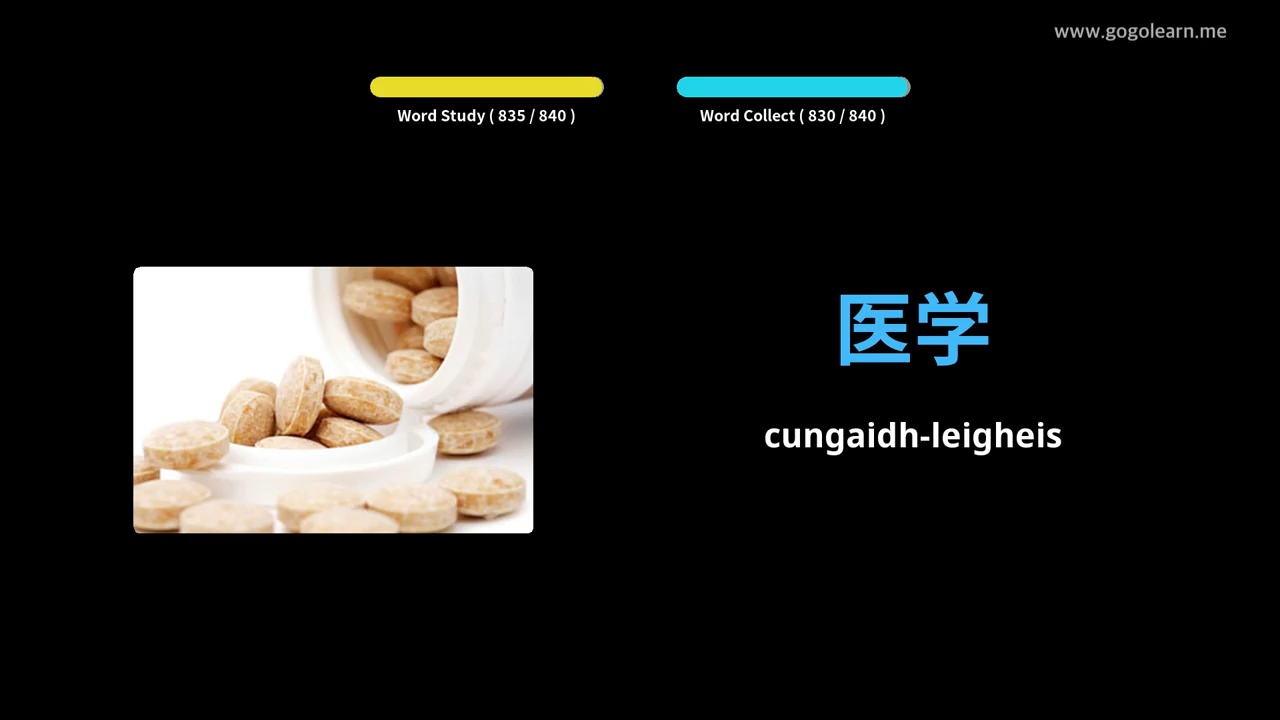 www.gogolearn.me
Word Study ( 835 / 840 )
Word Collect ( 830 / 840 )
医学
cungaidh-leigheis